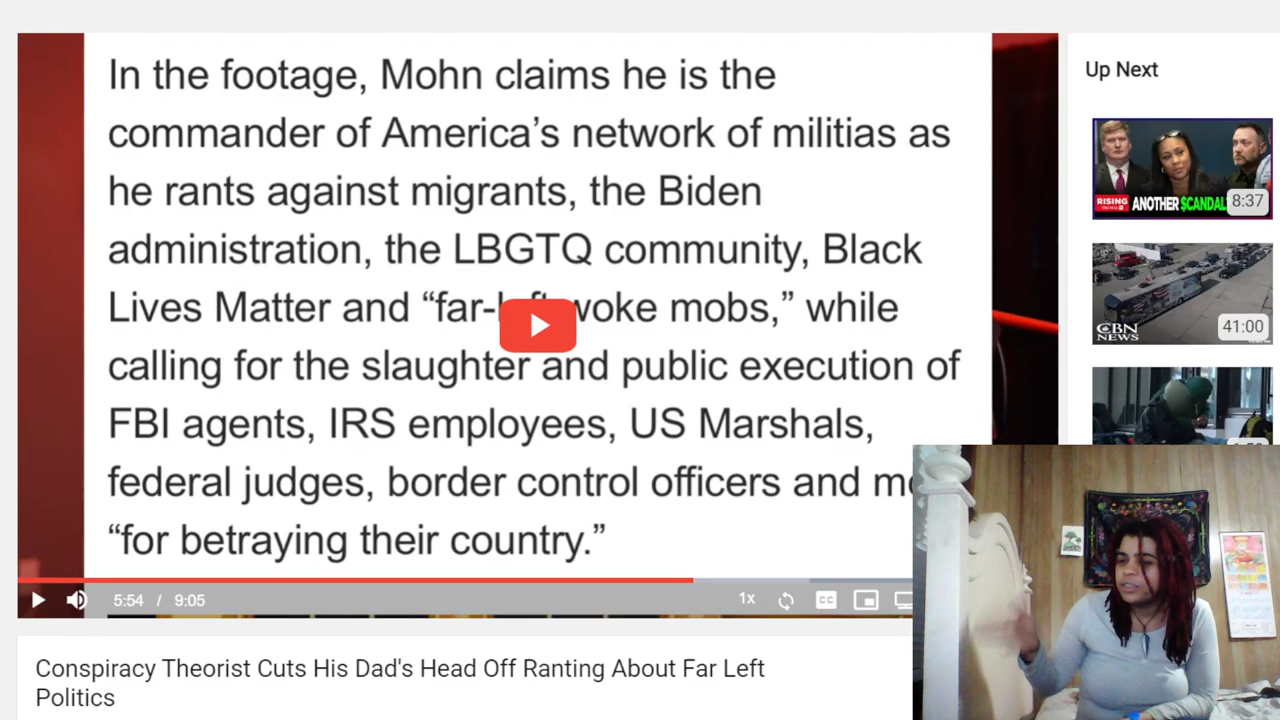 In the footage, Mohn claims he is the
commander of America's network of militias as
he rants against migrants, the Biden
administration, the LBGTQ community, Black
Lives Matter and “far-left woke mobs,” while
calling for the slaughter and public execution of
FBI agents, IRS employees, US Marshals,
federal judges, border control officers and
“for betraying their country.”
5:54 / 9:05
1x
CC
Conspiracy Theorist Cuts His Dad's Head Off Ranting About Far Left
Politics
Up Next
RISING
ANOTHER $CANDAL
8:37
CBN
NEWS
41:00